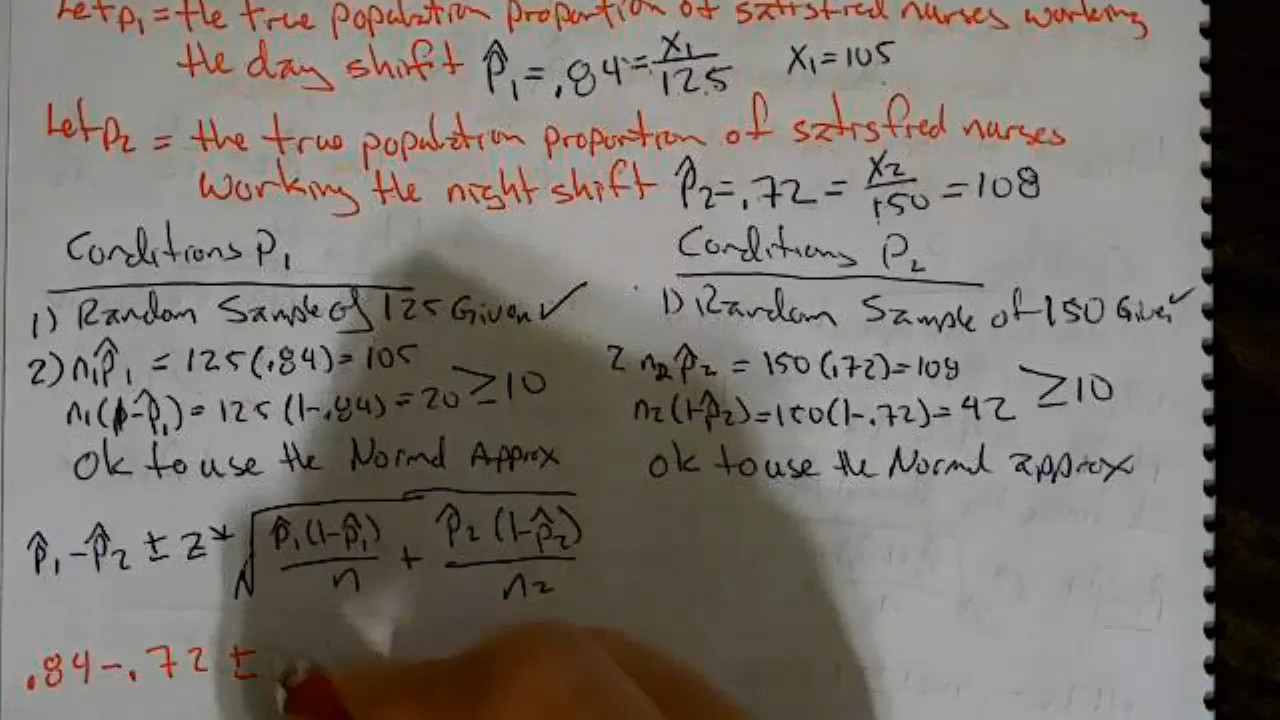 Let p₁ = the true population proportion of satisfied nurses working
the day shift p̂₁ = .84 = x₁/125 x₁ = 105
Let p₂ = the true population proportion of satisfied nurses
working the night shift p̂₂ = .72 = x₂/150 = 108
Conditions P₁
1) Random Sample of 125 Given ✓
2) n₁p̂₁ = 125(.84) = 105
n₁(1-p̂₁) = 125(1-.84) = 20 ≥10
Ok to use the Normal Approx
Conditions P₂
1) Random Sample of 150 Given ✓
2 n₂p̂₂ = 150(.72) = 108
n₂(1-p̂₂) = 150(1-.72) = 42 ≥10
Ok to use the Normal approx
p̂₁ - p̂₂ ± z* √(p̂₁(1-p̂₁)/n + p̂₂(1-p̂₂)/n₂)
.84 - .72 ±